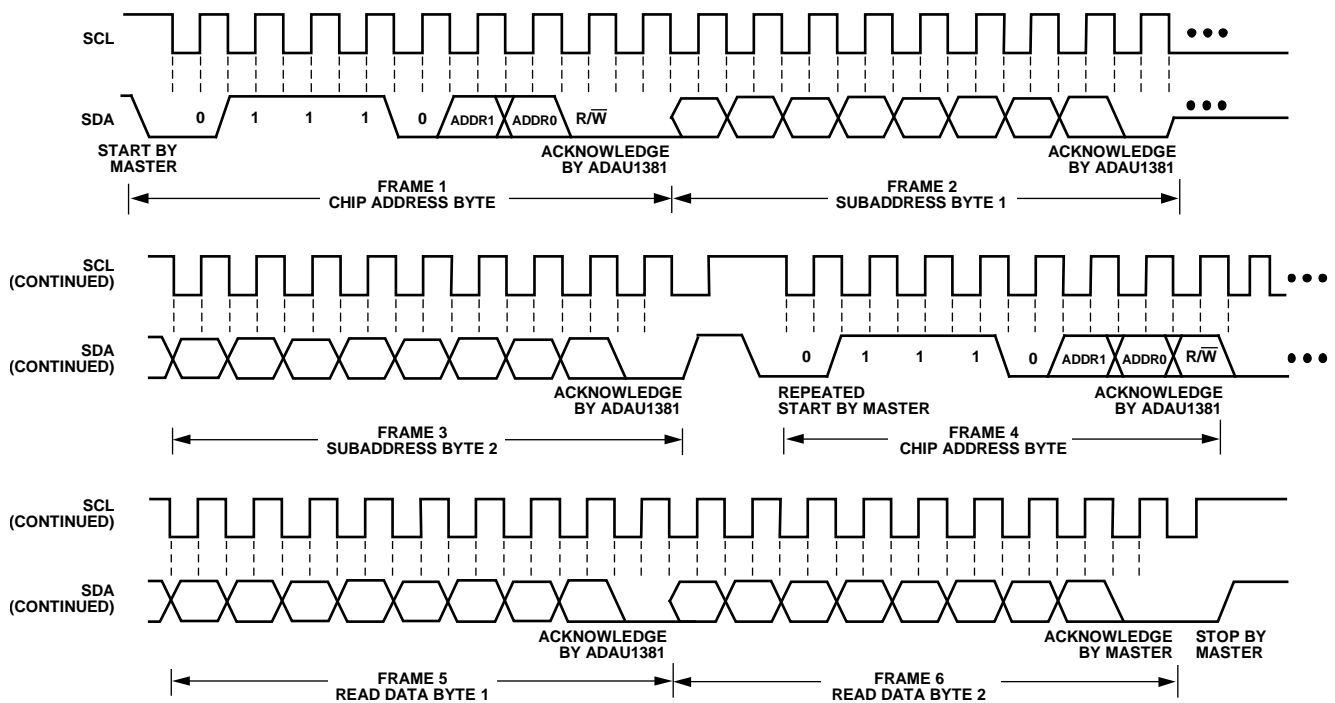 SCL
SDA
0 1 1 1 0 ADDR1 ADDR0 R/W̅
START BY
MASTER
ACKNOWLEDGE
BY ADAU1381
ACKNOWLEDGE
BY ADAU1381
FRAME 1
CHIP ADDRESS BYTE
FRAME 2
SUBADDRESS BYTE 1
SCL
(CONTINUED)
SDA
(CONTINUED)
0 1 1 1 0 ADDR1 ADDR0 R/W̅
ACKNOWLEDGE
BY ADAU1381
REPEATED
START BY MASTER
ACKNOWLEDGE
BY ADAU1381
FRAME 3
SUBADDRESS BYTE 2
FRAME 4
CHIP ADDRESS BYTE
SCL
(CONTINUED)
SDA
(CONTINUED)
ACKNOWLEDGE
BY ADAU1381
ACKNOWLEDGE
BY MASTER
STOP BY
MASTER
FRAME 5
READ DATA BYTE 1
FRAME 6
READ DATA BYTE 2